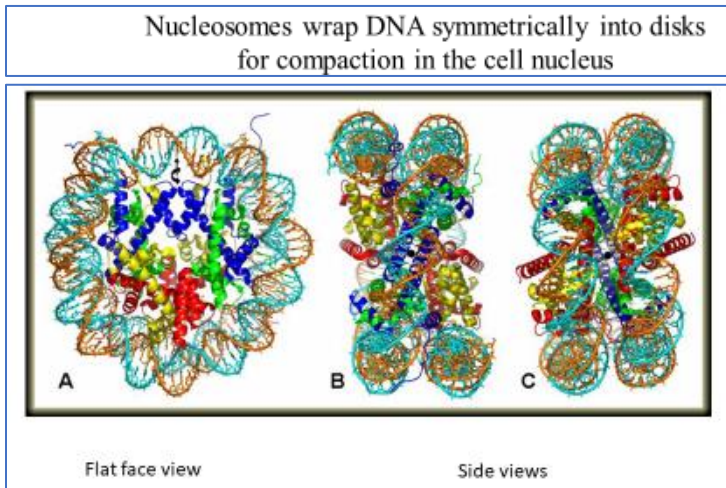 Nucleosomes wrap DNA symmetrically into disks
for compaction in the cell nucleus
A
B
C
Flat face view
Side views